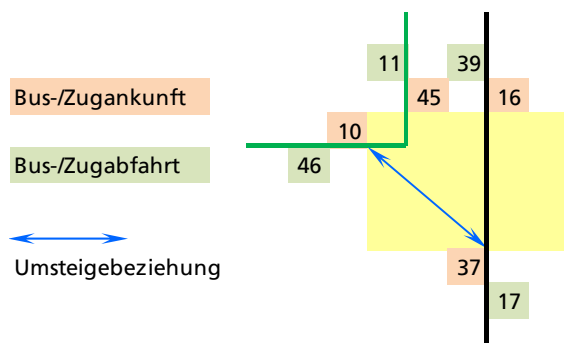 11 39
Bus-/Zugankunft
45 16
10
Bus-/Zugabfahrt
46
Umsteigebeziehung
37
17